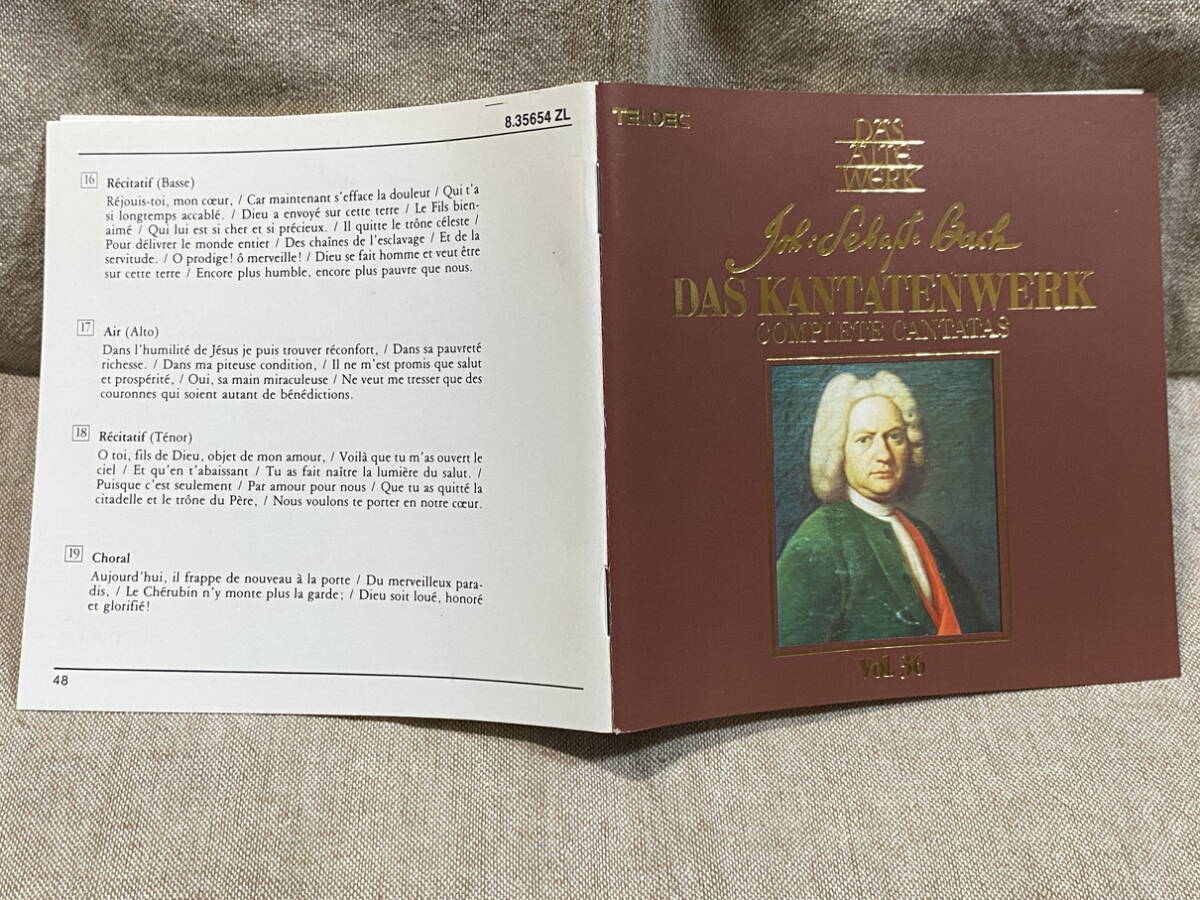 8.35654 ZL
16 Récitatif (Basse)
Réjouis-toi, mon cœur, / Car maintenant s'efface la douleur / Qui t'a
si longtemps accablé. / Dieu a envoyé sur cette terre / Le Fils bien-
aimé / Qui lui est si cher et si précieux. / Il quitte le trône céleste /
Pour délivrer le monde entier / Des chaînes de l'esclavage / Et de la
servitude. / O prodige! ô merveille! / Dieu se fait homme et veut être
sur cette terre / Encore plus humble, encore plus pauvre que nous.
17 Air (Alto)
Dans l'humilité de Jésus je puis trouver réconfort, / Dans sa pauvreté
richesse. / Dans ma piteuse condition, / Il ne m'est promis que salut
et prospérité, / Oui, sa main miraculeuse / Ne veut me tresser que des
couronnes qui soient autant de bénédictions.
18 Récitatif (Ténor)
O toi, fils de Dieu, objet de mon amour, / Voilà que tu m'as ouvert le
ciel / Et qu'en t'abaissant / Tu as fait naître la lumière du salut. /
Puisque c'est seulement / Par amour pour nous / Que tu as quitté la
citadelle et le trône du Père, / Nous voulons te porter en notre cœur.
19 Choral
Aujourd'hui, il frappe de nouveau à la porte / Du merveilleux para-
dis, / Le Chérubin n'y monte plus la garde; / Dieu soit loué, honoré
et glorifié!
48
TELDEC
DAS
ALTE
WERK
Joh: Sebast: Bach
DAS KANTATENWERK
COMPLETE CANTATAS
Vol. 36